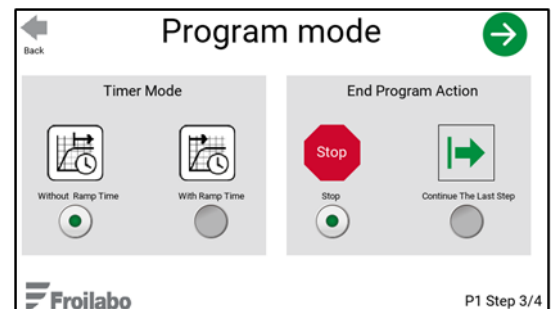 Program mode
Back
Timer Mode
Without Ramp Time
With Ramp Time
End Program Action
Stop
Stop
Continue The Last Step
Froilabo
P1 Step 3/4